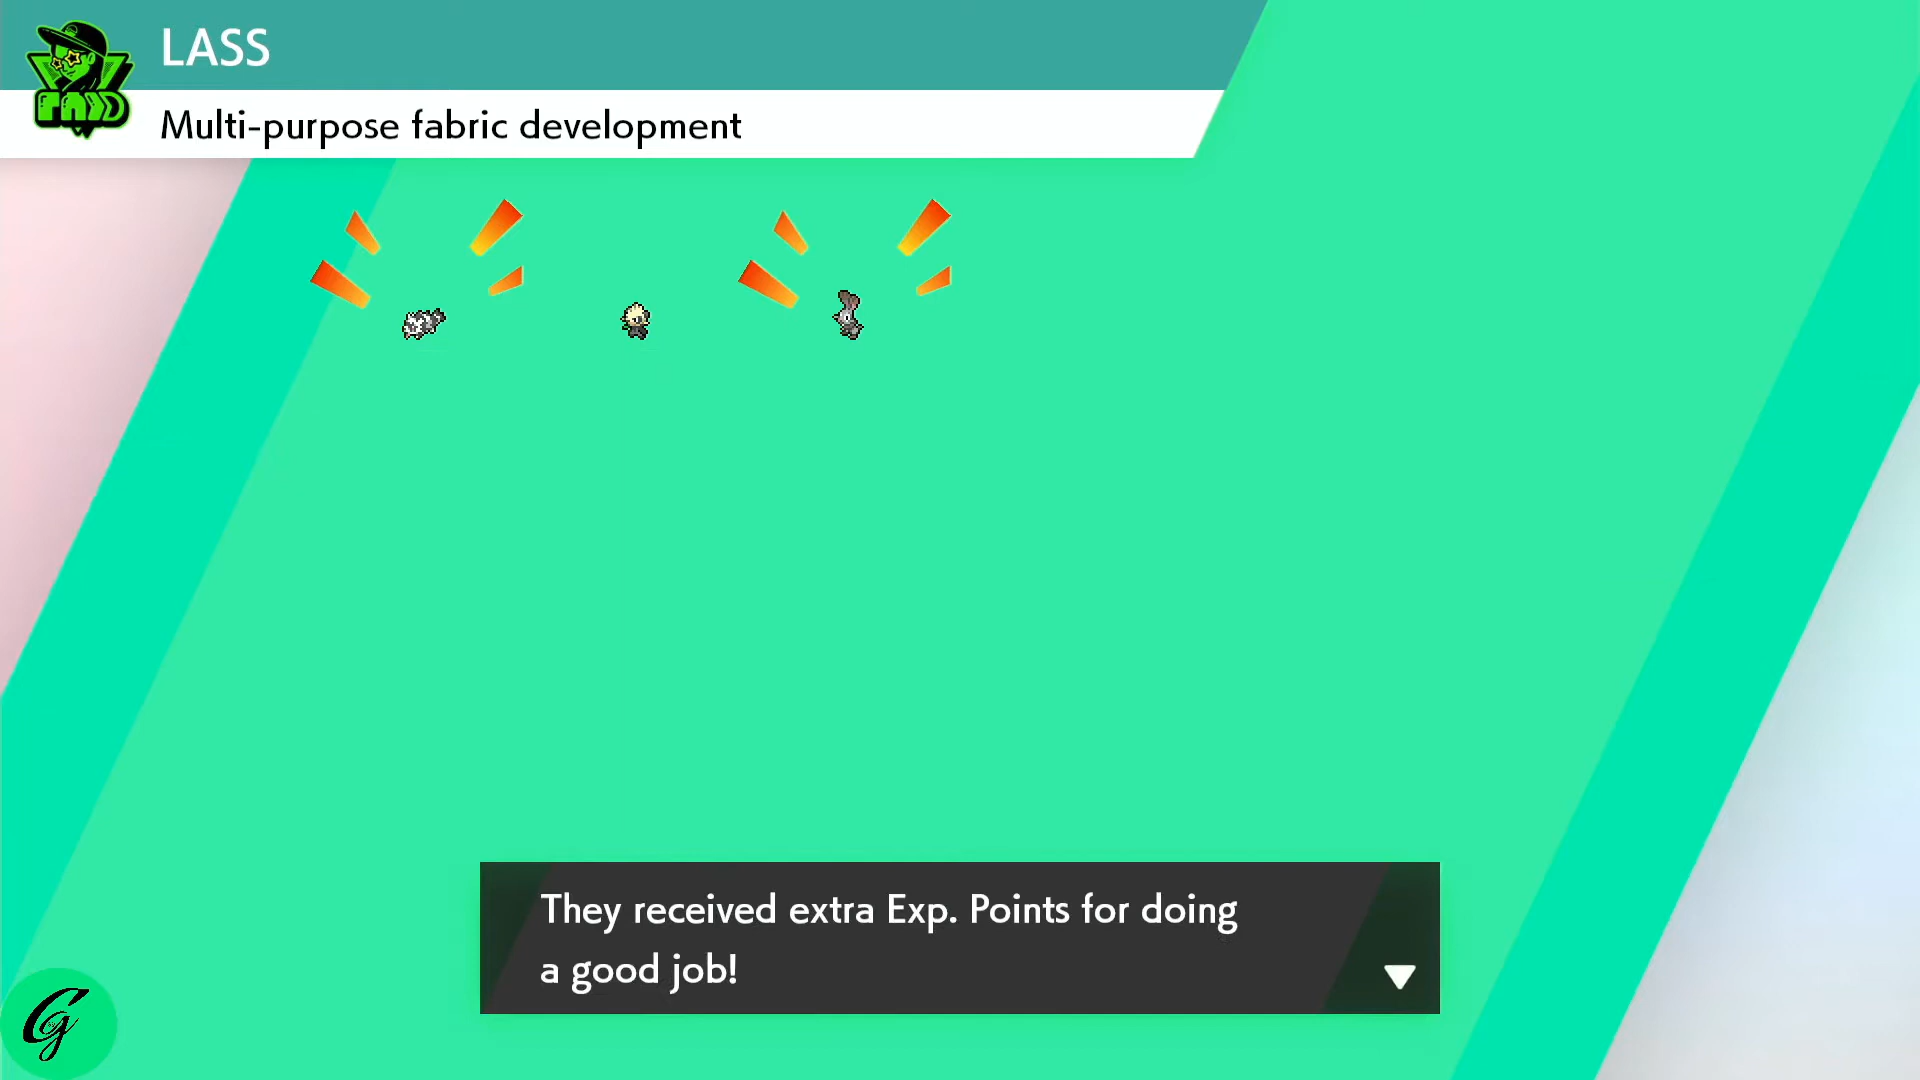 LASS
Multi-purpose fabric development
They received extra Exp. Points for doing
a good job!